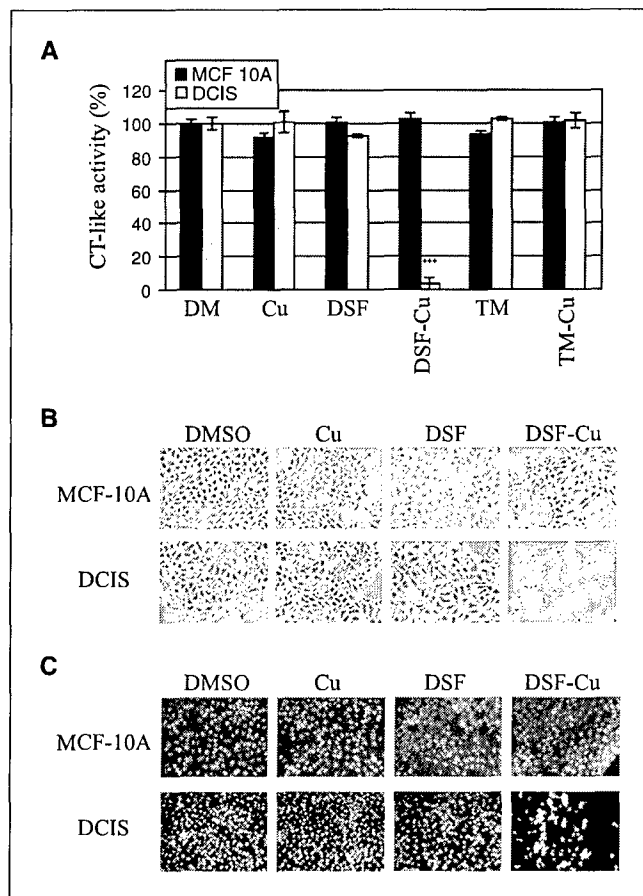 A
MCF 10A
DCIS
CT-like activity (%)
120
100
80
60
40
20
0
DM
Cu
DSF
DSF-Cu
TM
TM-Cu
***
B
DMSO Cu DSF DSF-Cu
MCF-10A
DCIS
C
DMSO Cu DSF DSF-Cu
MCF-10A
DCIS